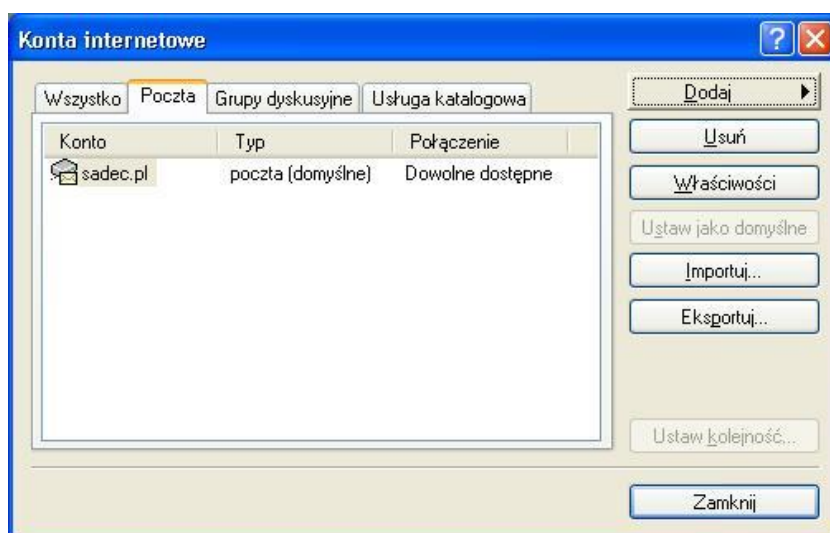 Konta internetowe
Wszystko Poczta Grupy dyskusyjne Usługa katalogowa
Dodaj
Konto Typ Połączenie
Usuń
sadec.pl poczta (domyślne) Dowolne dostępne
Właściwości
Ustaw jako domyślne
Importuj...
Eksportuj...
Ustaw kolejność...
Zamknij